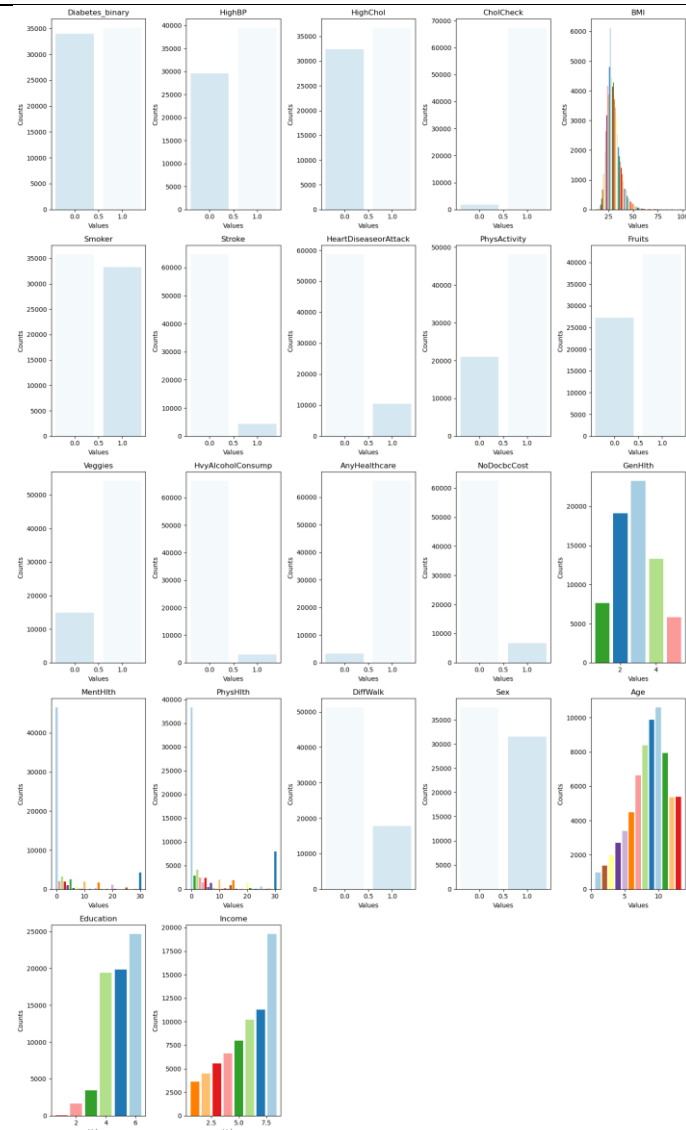 Diabetes_binary
35000
30000
25000
20000
15000
10000
5000
0
Counts
0.0 0.5 1.0
Values
HighBP
40000
35000
30000
25000
20000
15000
10000
5000
0
Counts
0.0 0.5 1.0
Values
HighChol
35000
30000
25000
20000
15000
10000
5000
0
Counts
0.0 0.5 1.0
Values
CholCheck
70000
60000
50000
40000
30000
20000
10000
0
Counts
0.0 0.5 1.0
Values
BMI
6000
5000
4000
3000
2000
1000
0
Counts
25 50 75 100
Values
Smoker
35000
30000
25000
20000
15000
10000
5000
0
Counts
0.0 0.5 1.0
Values
Stroke
60000
50000
40000
30000
20000
10000
0
Counts
0.0 0.5 1.0
Values
HeartDiseaseorAttack
60000
50000
40000
30000
20000
10000
0
Counts
0.0 0.5 1.0
Values
PhysActivity
50000
40000
30000
20000
10000
0
Counts
0.0 0.5 1.0
Values
Fruits
40000
35000
30000
25000
20000
15000
10000
5000
0
Counts
0.0 0.5 1.0
Values
Veggies
50000
40000
30000
20000
10000
0
Counts
0.0 0.5 1.0
Values
HvyAlcoholConsump
60000
50000
40000
30000
20000
10000
0
Counts
0.0 0.5 1.0
Values
AnyHealthcare
60000
50000
40000
30000
20000
10000
0
Counts
0.0 0.5 1.0
Values
NoDocbcCost
60000
50000
40000
30000
20000
10000
0
Counts
0.0 0.5 1.0
Values
GenHlth
20000
15000
10000
5000
0
Counts
2 4
Values
MentHlth
40000
30000
20000
10000
0
Counts
0 10 20 30
Values
PhysHlth
40000
35000
30000
25000
20000
15000
10000
5000
0
Counts
0 10 20 30
Values
DiffWalk
50000
40000
30000
20000
10000
0
Counts
0.0 0.5 1.0
Values
Sex
35000
30000
25000
20000
15000
10000
5000
0
Counts
0.0 0.5 1.0
Values
Age
10000
8000
6000
4000
2000
0
Counts
0 5 10
Values
Education
25000
20000
15000
10000
5000
0
Counts
2 4 6
Income
20000
17500
15000
12500
10000
7500
5000
2500
0
Counts
2.5 5.0 7.5